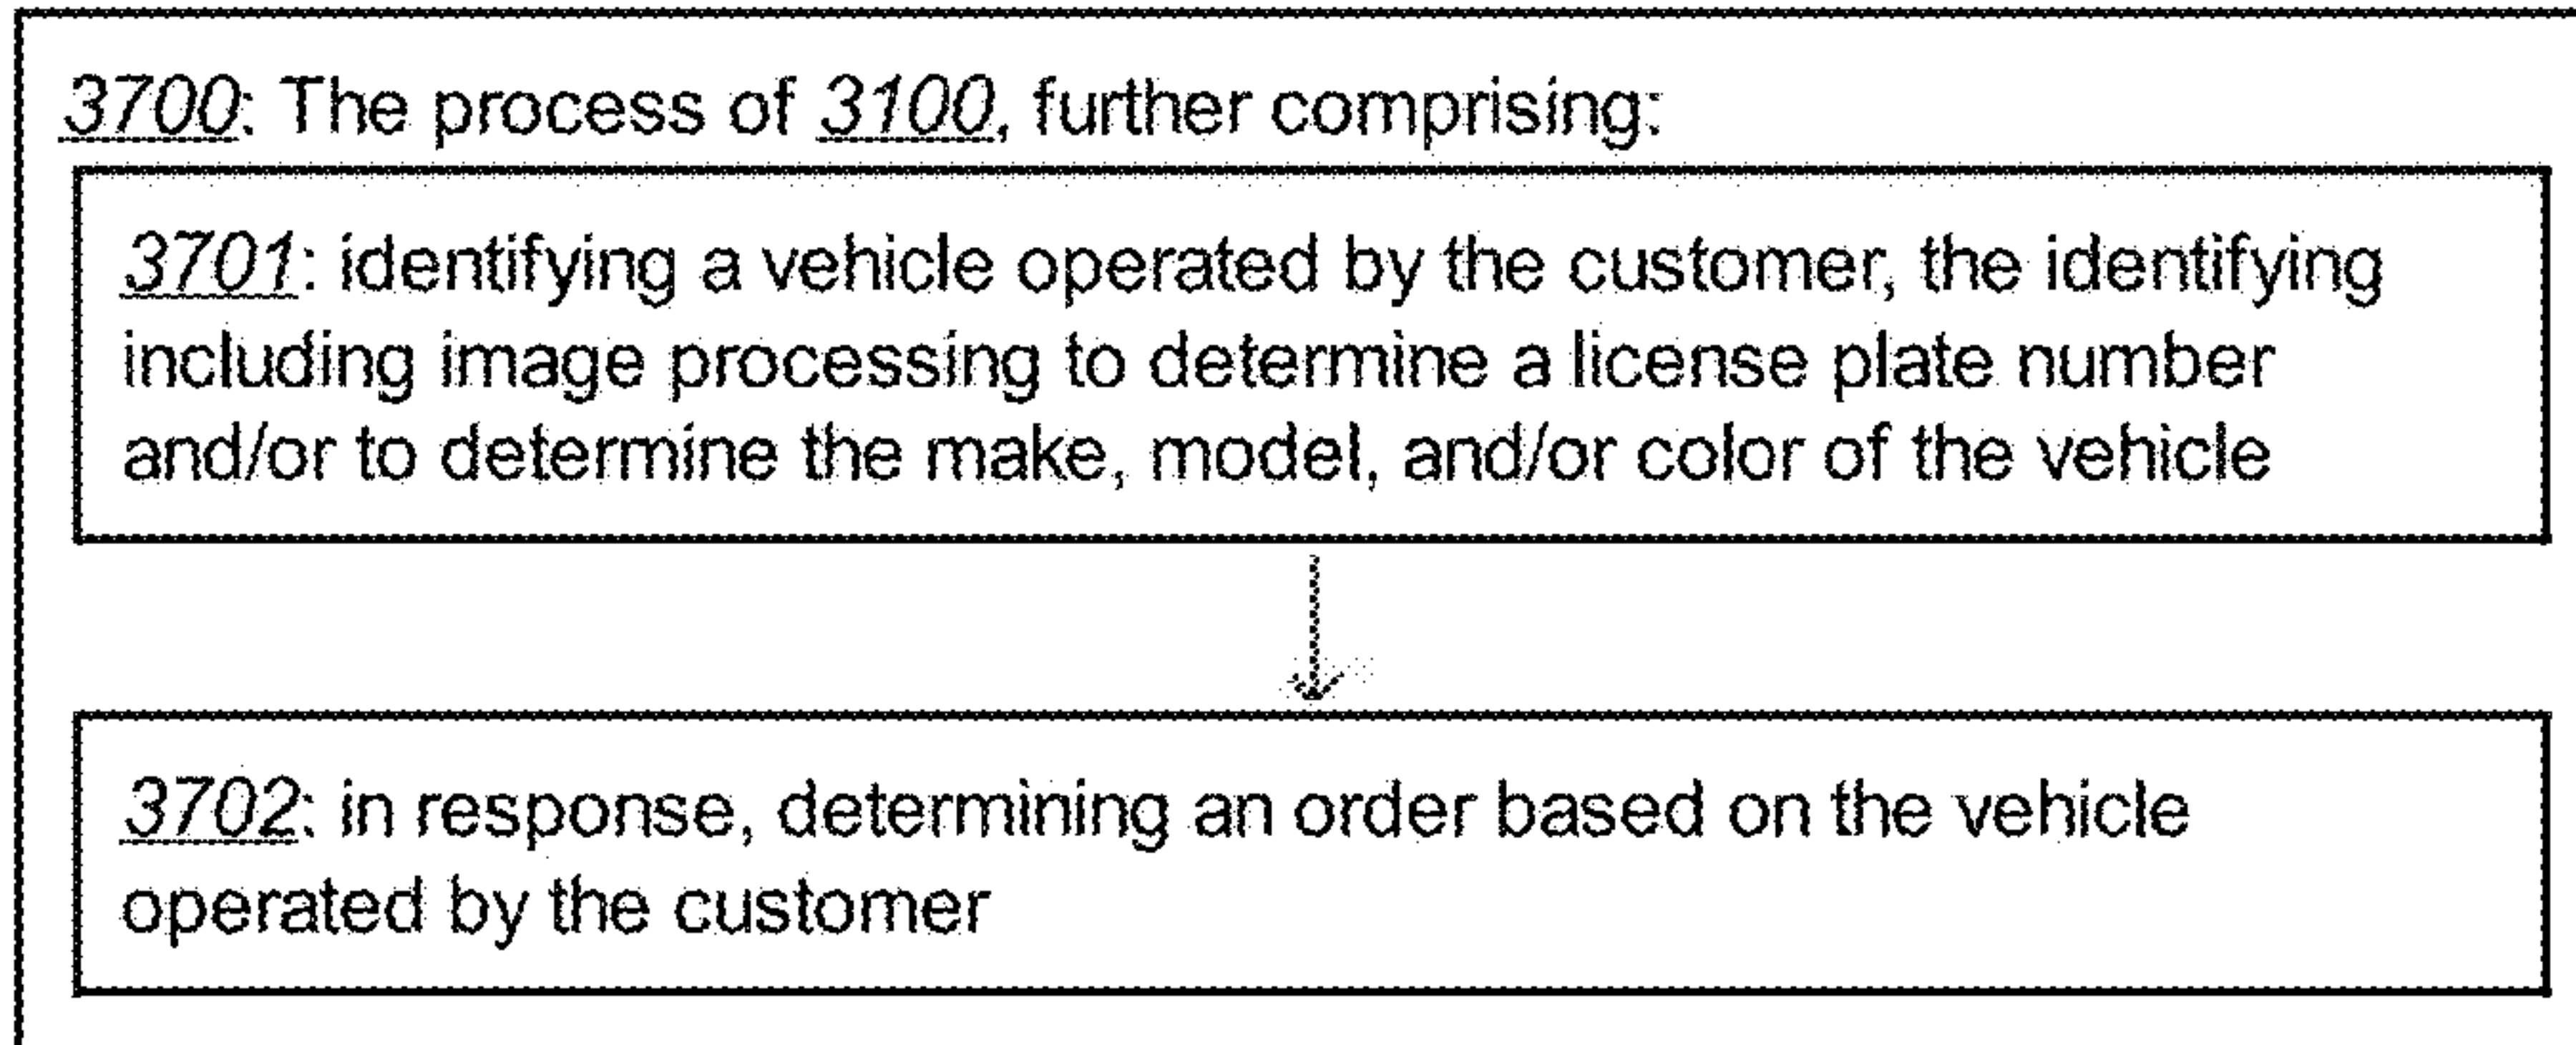 3700: The process of 3100, further comprising:
3701: identifying a vehicle operated by the customer, the identifying
including image processing to determine a license plate number
and/or to determine the make, model, and/or color of the vehicle
3702: in response, determining an order based on the vehicle
operated by the customer